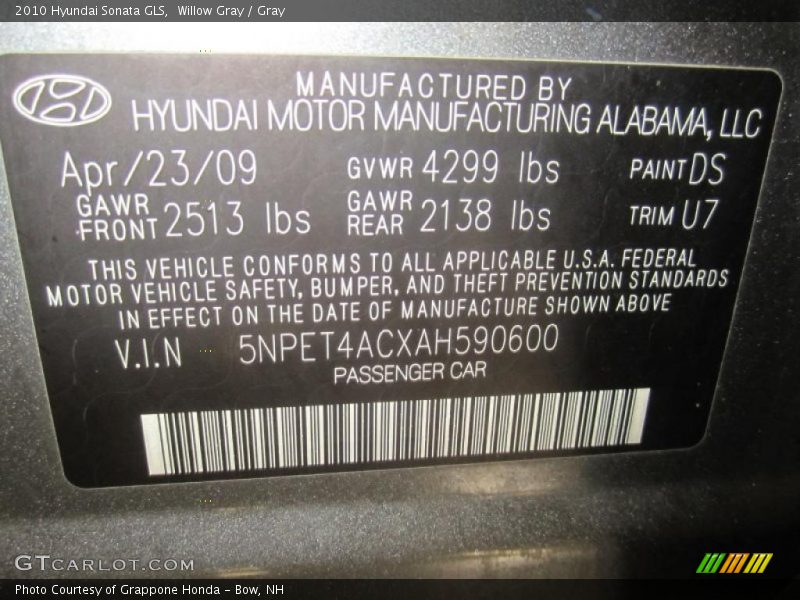 2010 Hyundai Sonata GLS, Willow Gray / Gray
MANUFACTURED BY
HYUNDAI MOTOR MANUFACTURING ALABAMA, LLC
Apr/23/09 GVWR 4299 lbs PAINT DS
GAWR FRONT 2513 lbs GAWR REAR 2138 lbs TRIM U7
THIS VEHICLE CONFORMS TO ALL APPLICABLE U.S.A. FEDERAL
MOTOR VEHICLE SAFETY, BUMPER, AND THEFT PREVENTION STANDARDS
IN EFFECT ON THE DATE OF MANUFACTURE SHOWN ABOVE
V.I.N 5NPET4ACXAH590600
PASSENGER CAR
GTCARLOT.COM
Photo Courtesy of Grappone Honda - Bow, NH